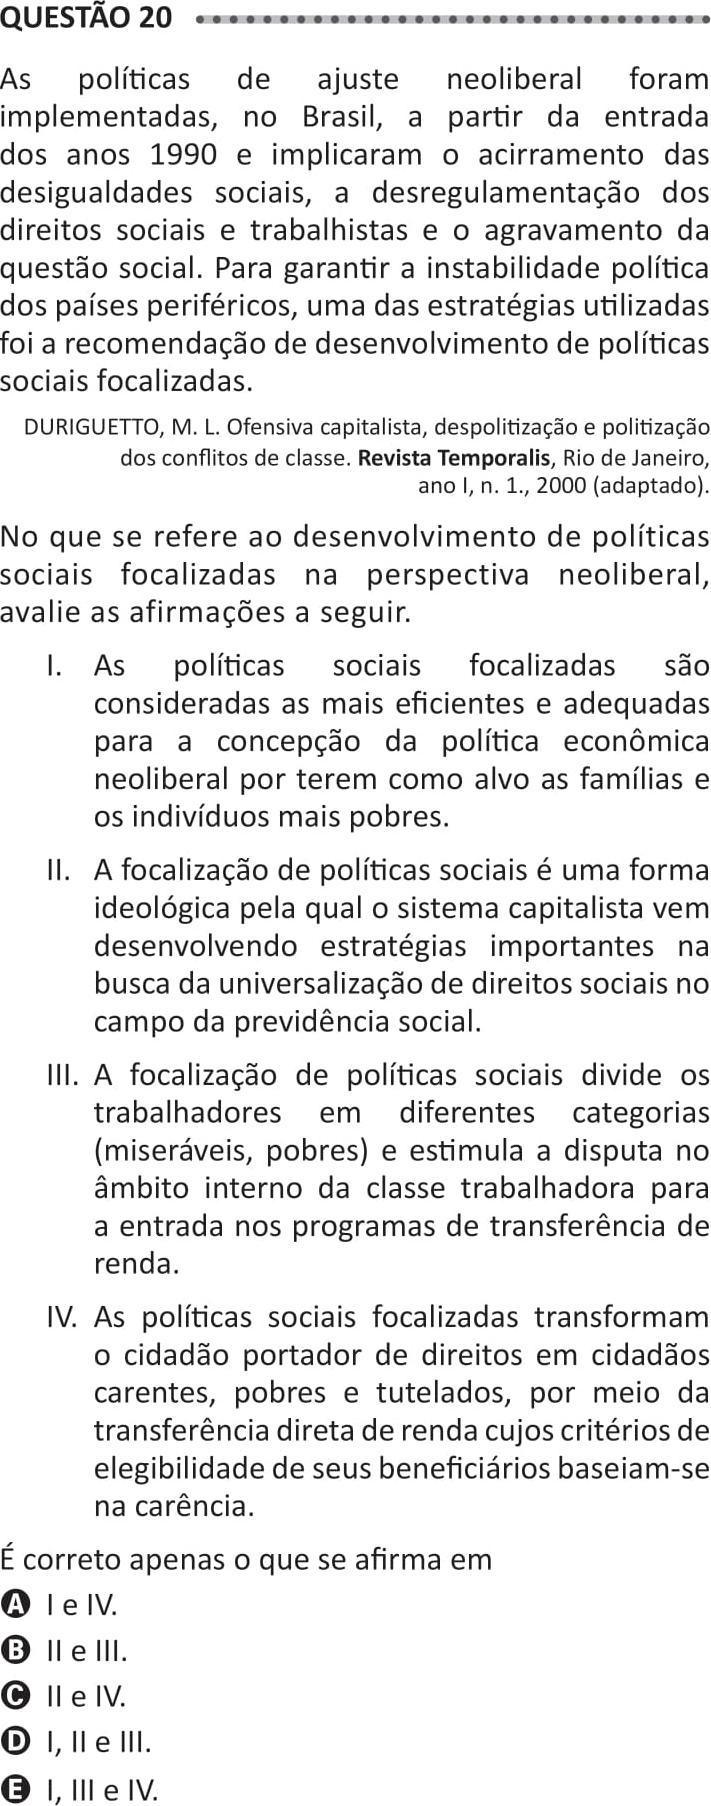 QUESTÃO 20
As políticas de ajuste neoliberal foram
implementadas, no Brasil, a partir da entrada
dos anos 1990 e implicaram o acirramento das
desigualdades sociais, a desregulamentação dos
direitos sociais e trabalhistas e o agravamento da
questão social. Para garantir a instabilidade política
dos países periféricos, uma das estratégias utilizadas
foi a recomendação de desenvolvimento de políticas
sociais focalizadas.
DURIGUETTO, M. L. Ofensiva capitalista, despolitização e politização
dos conflitos de classe. Revista Temporalis, Rio de Janeiro,
ano I, n. 1., 2000 (adaptado).
No que se refere ao desenvolvimento de políticas
sociais focalizadas na perspectiva neoliberal,
avalie as afirmações a seguir.
I. As políticas sociais focalizadas são
consideradas as mais eficientes e adequadas
para a concepção da política econômica
neoliberal por terem como alvo as famílias e
os indivíduos mais pobres.
II. A focalização de políticas sociais é uma forma
ideológica pela qual o sistema capitalista vem
desenvolvendo estratégias importantes na
busca da universalização de direitos sociais no
campo da previdência social.
III. A focalização de políticas sociais divide os
trabalhadores em diferentes categorias
(miseráveis, pobres) e estimula a disputa no
âmbito interno da classe trabalhadora para
a entrada nos programas de transferência de
renda.
IV. As políticas sociais focalizadas transformam
o cidadão portador de direitos em cidadãos
carentes, pobres e tutelados, por meio da
transferência direta de renda cujos critérios de
elegibilidade de seus beneficiários baseiam-se
na carência.
É correto apenas o que se afirma em
A I e IV.
B II e III.
C II e IV.
D I, II e III.
E I, III e IV.